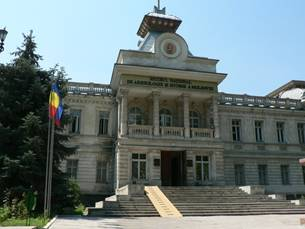 MUZEUL NAȚIONAL
DE ARHEOLOGIE ȘI ISTORIE A MOLDOVEI